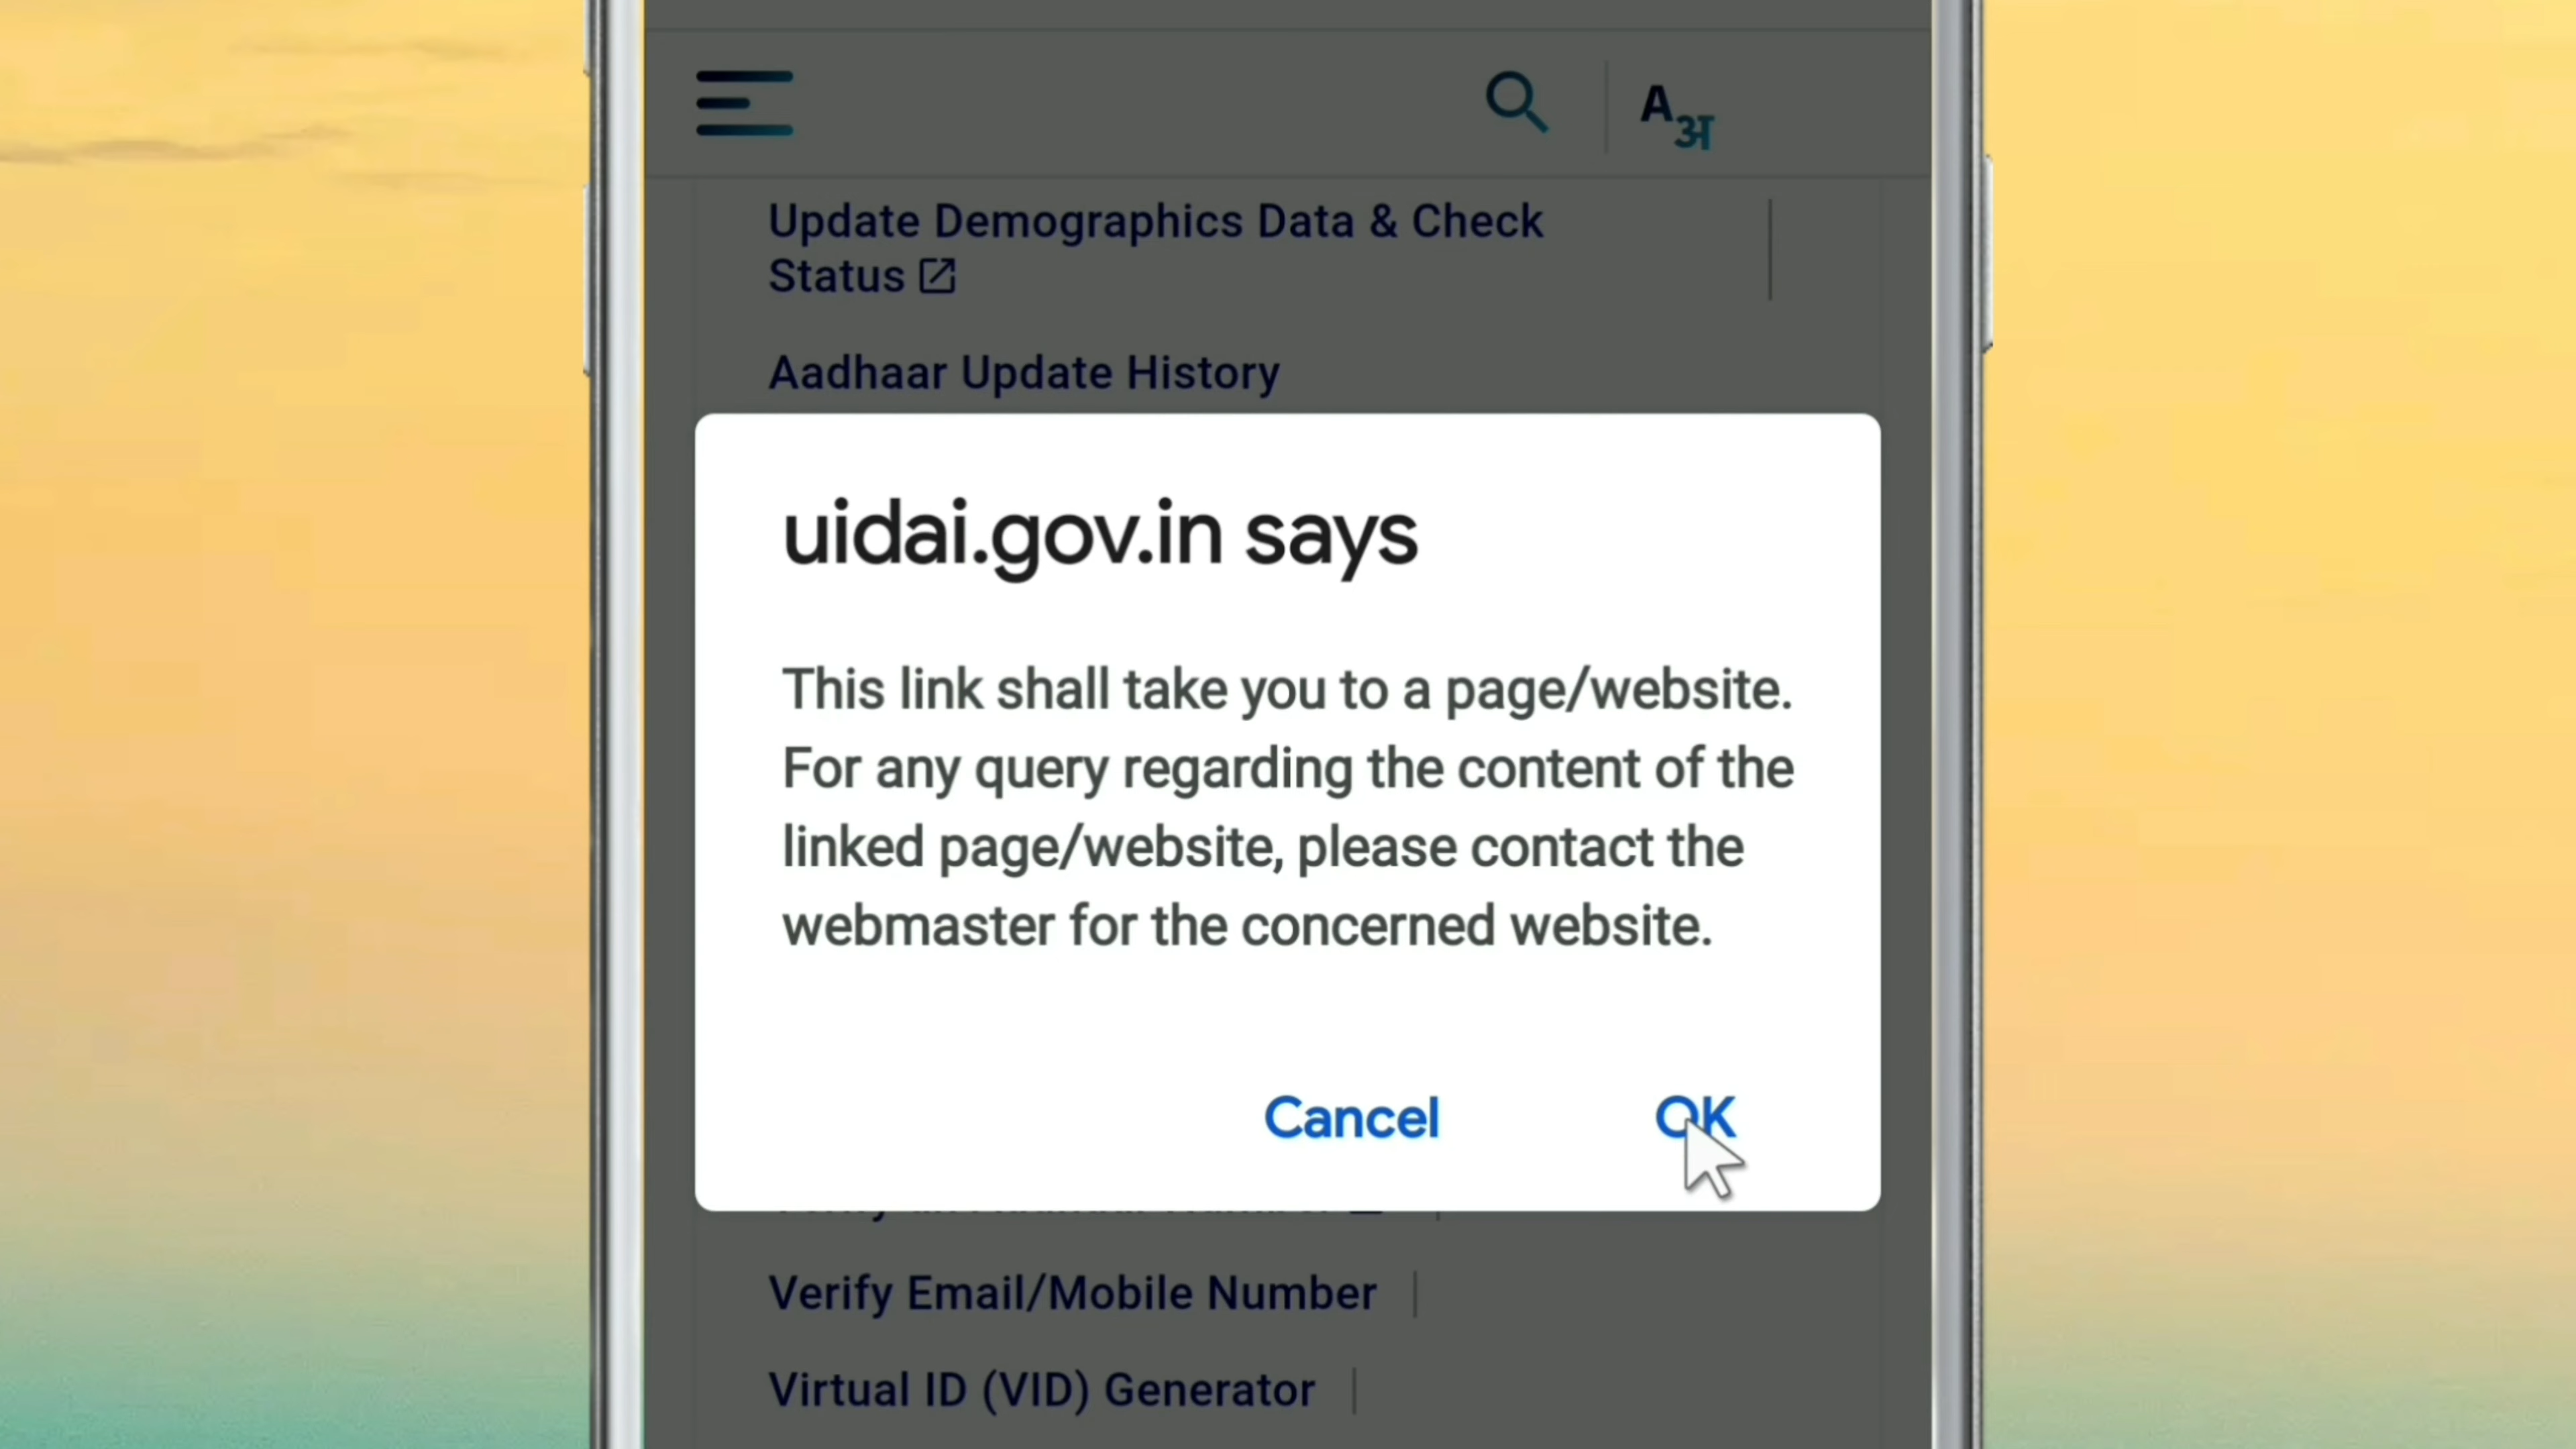 A अ
Update Demographics Data & Check
Status
Aadhaar Update History
uidai.gov.in says
This link shall take you to a page/website.
For any query regarding the content of the
linked page/website, please contact the
webmaster for the concerned website.
Cancel OK
Verify Email/Mobile Number
Virtual ID (VID) Generator